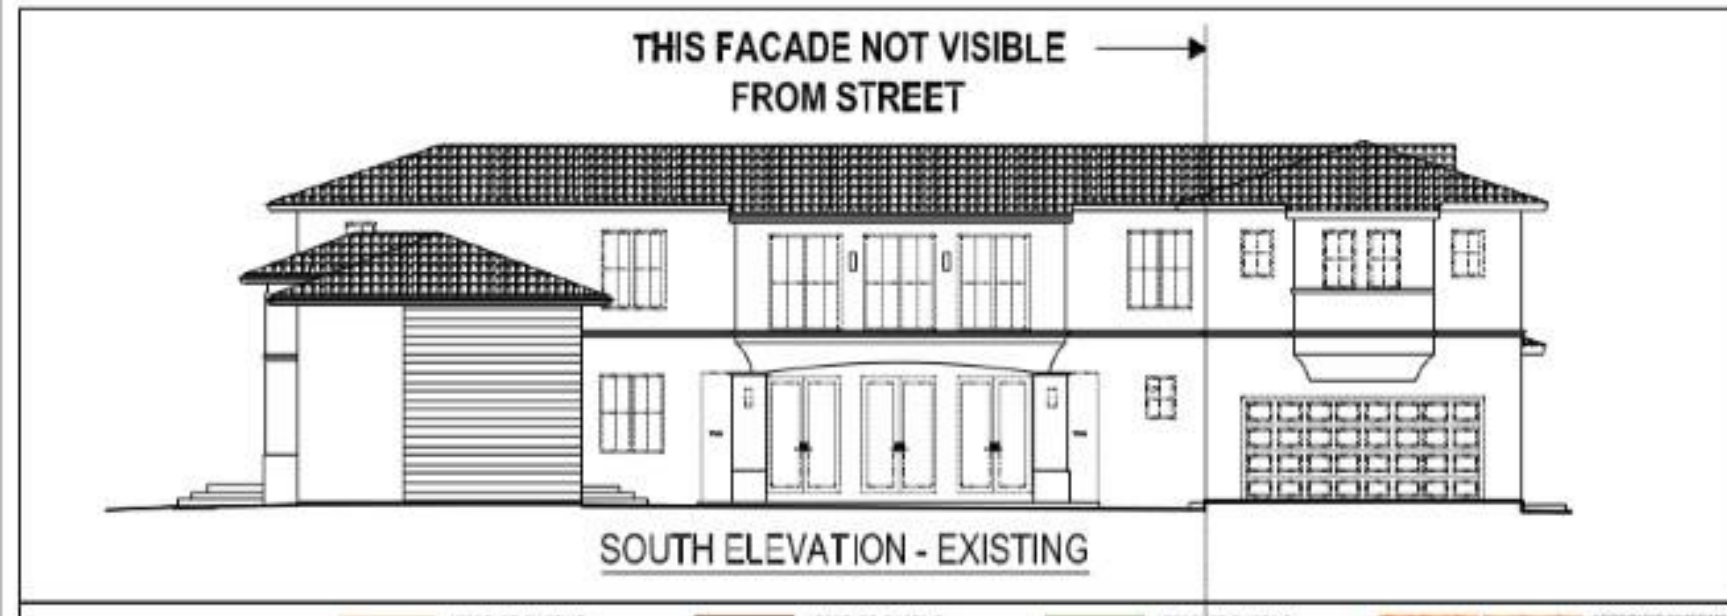 THIS FACADE NOT VISIBLE
FROM STREET
SOUTH ELEVATION - EXISTING